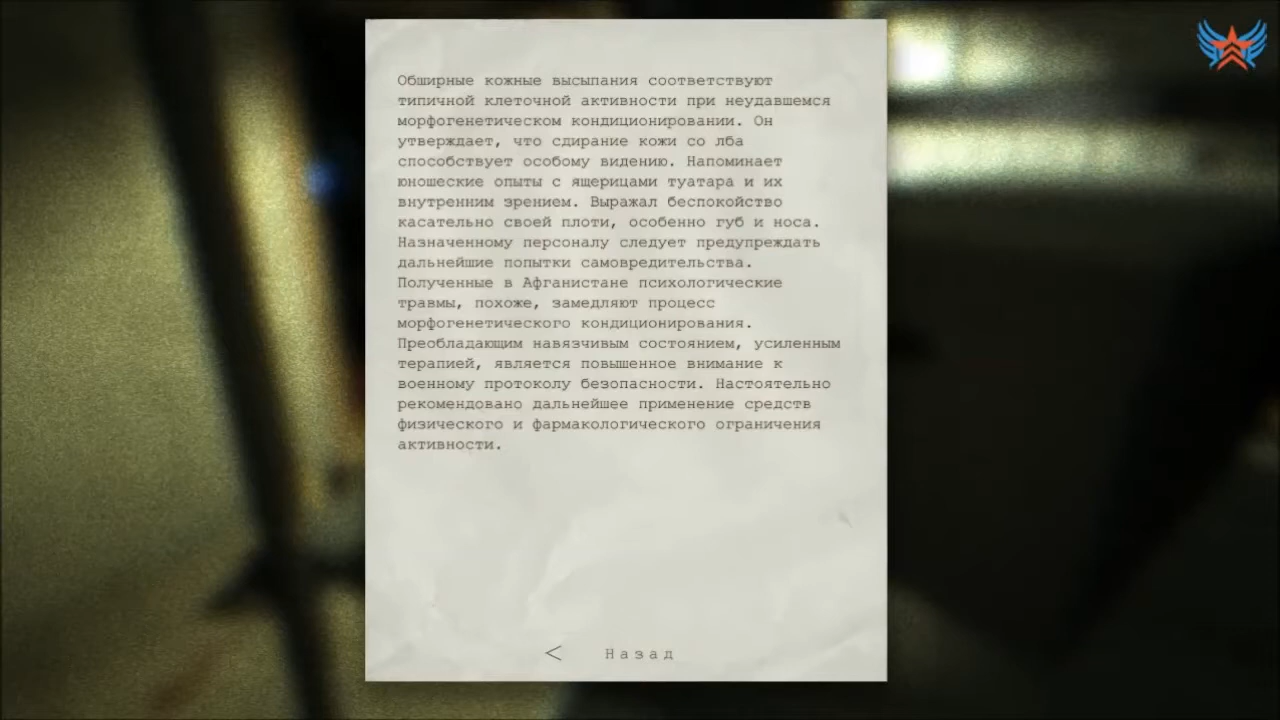 Обширные кожные высыпания соответствуют
типичной клеточной активности при неудавшемся
морфогенетическом кондиционировании. Он
утверждает, что сдирание кожи со лба
способствует особому видению. Напоминает
юношеские опыты с ящерицами туатара и их
внутренним зрением. Выражал беспокойство
касательно своей плоти, особенно губ и носа.
Назначенному персоналу следует предупреждать
дальнейшие попытки самовредительства.
Полученные в Афганистане психологические
травмы, похоже, замедляют процесс
морфогенетического кондиционирования.
Преобладающим навязчивым состоянием, усиленным
терапией, является повышенное внимание к
военному протоколу безопасности. Настоятельно
рекомендовано дальнейшее применение средств
физического и фармакологического ограничения
активности.
< Назад